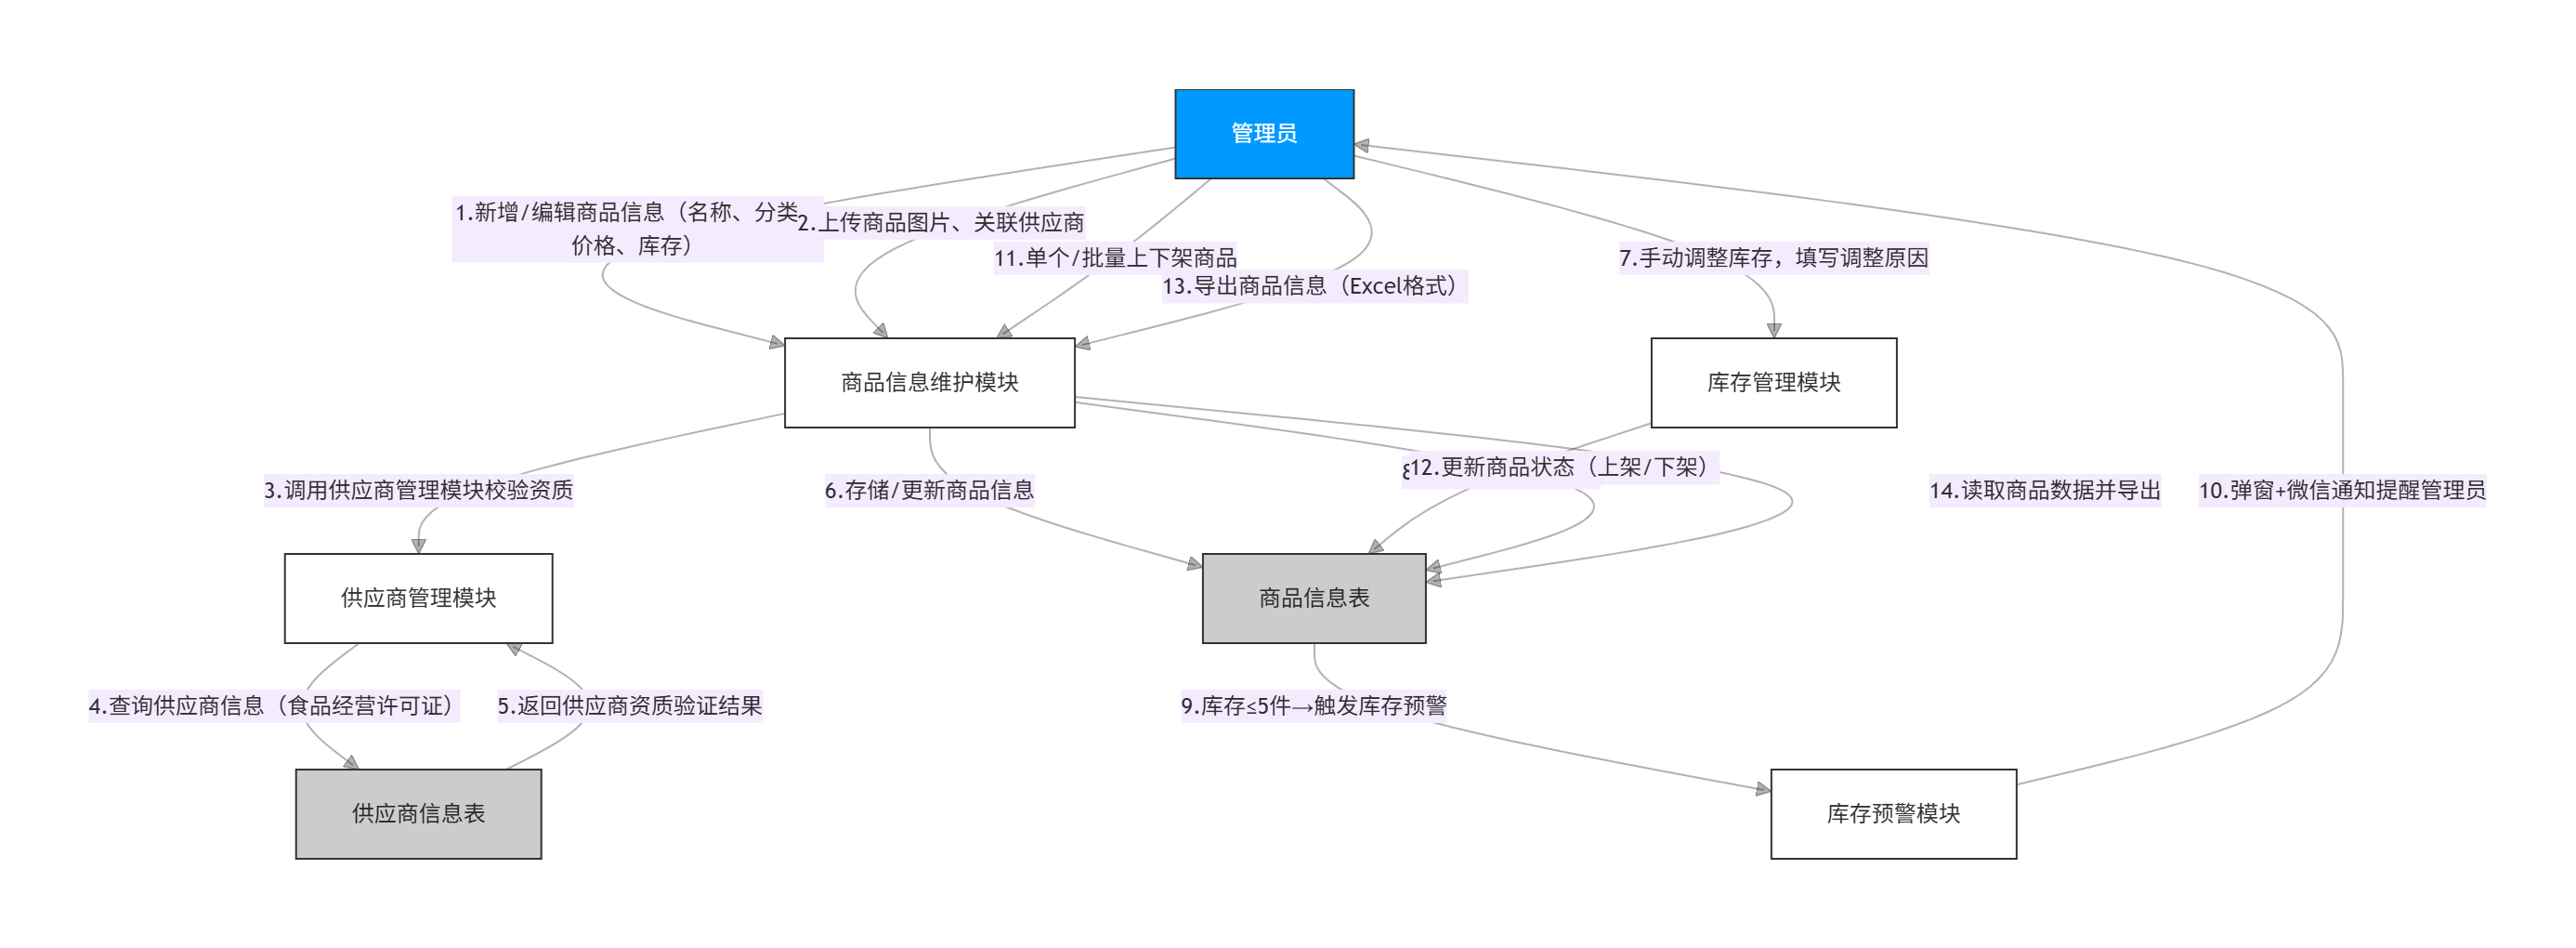 管理员
1.新增/编辑商品信息（名称、分类
价格、库存）
2.上传商品图片、关联供应商
11.单个/批量上下架商品
13.导出商品信息（Excel格式）
7.手动调整库存，填写调整原因
商品信息维护模块
库存管理模块
3.调用供应商管理模块校验资质
6.存储/更新商品信息
12.更新商品状态（上架/下架）
14.读取商品数据并导出
10.弹窗+微信通知提醒管理员
供应商管理模块
商品信息表
4.查询供应商信息（食品经营许可证）
5.返回供应商资质验证结果
9.库存≤5件→触发库存预警
供应商信息表
库存预警模块